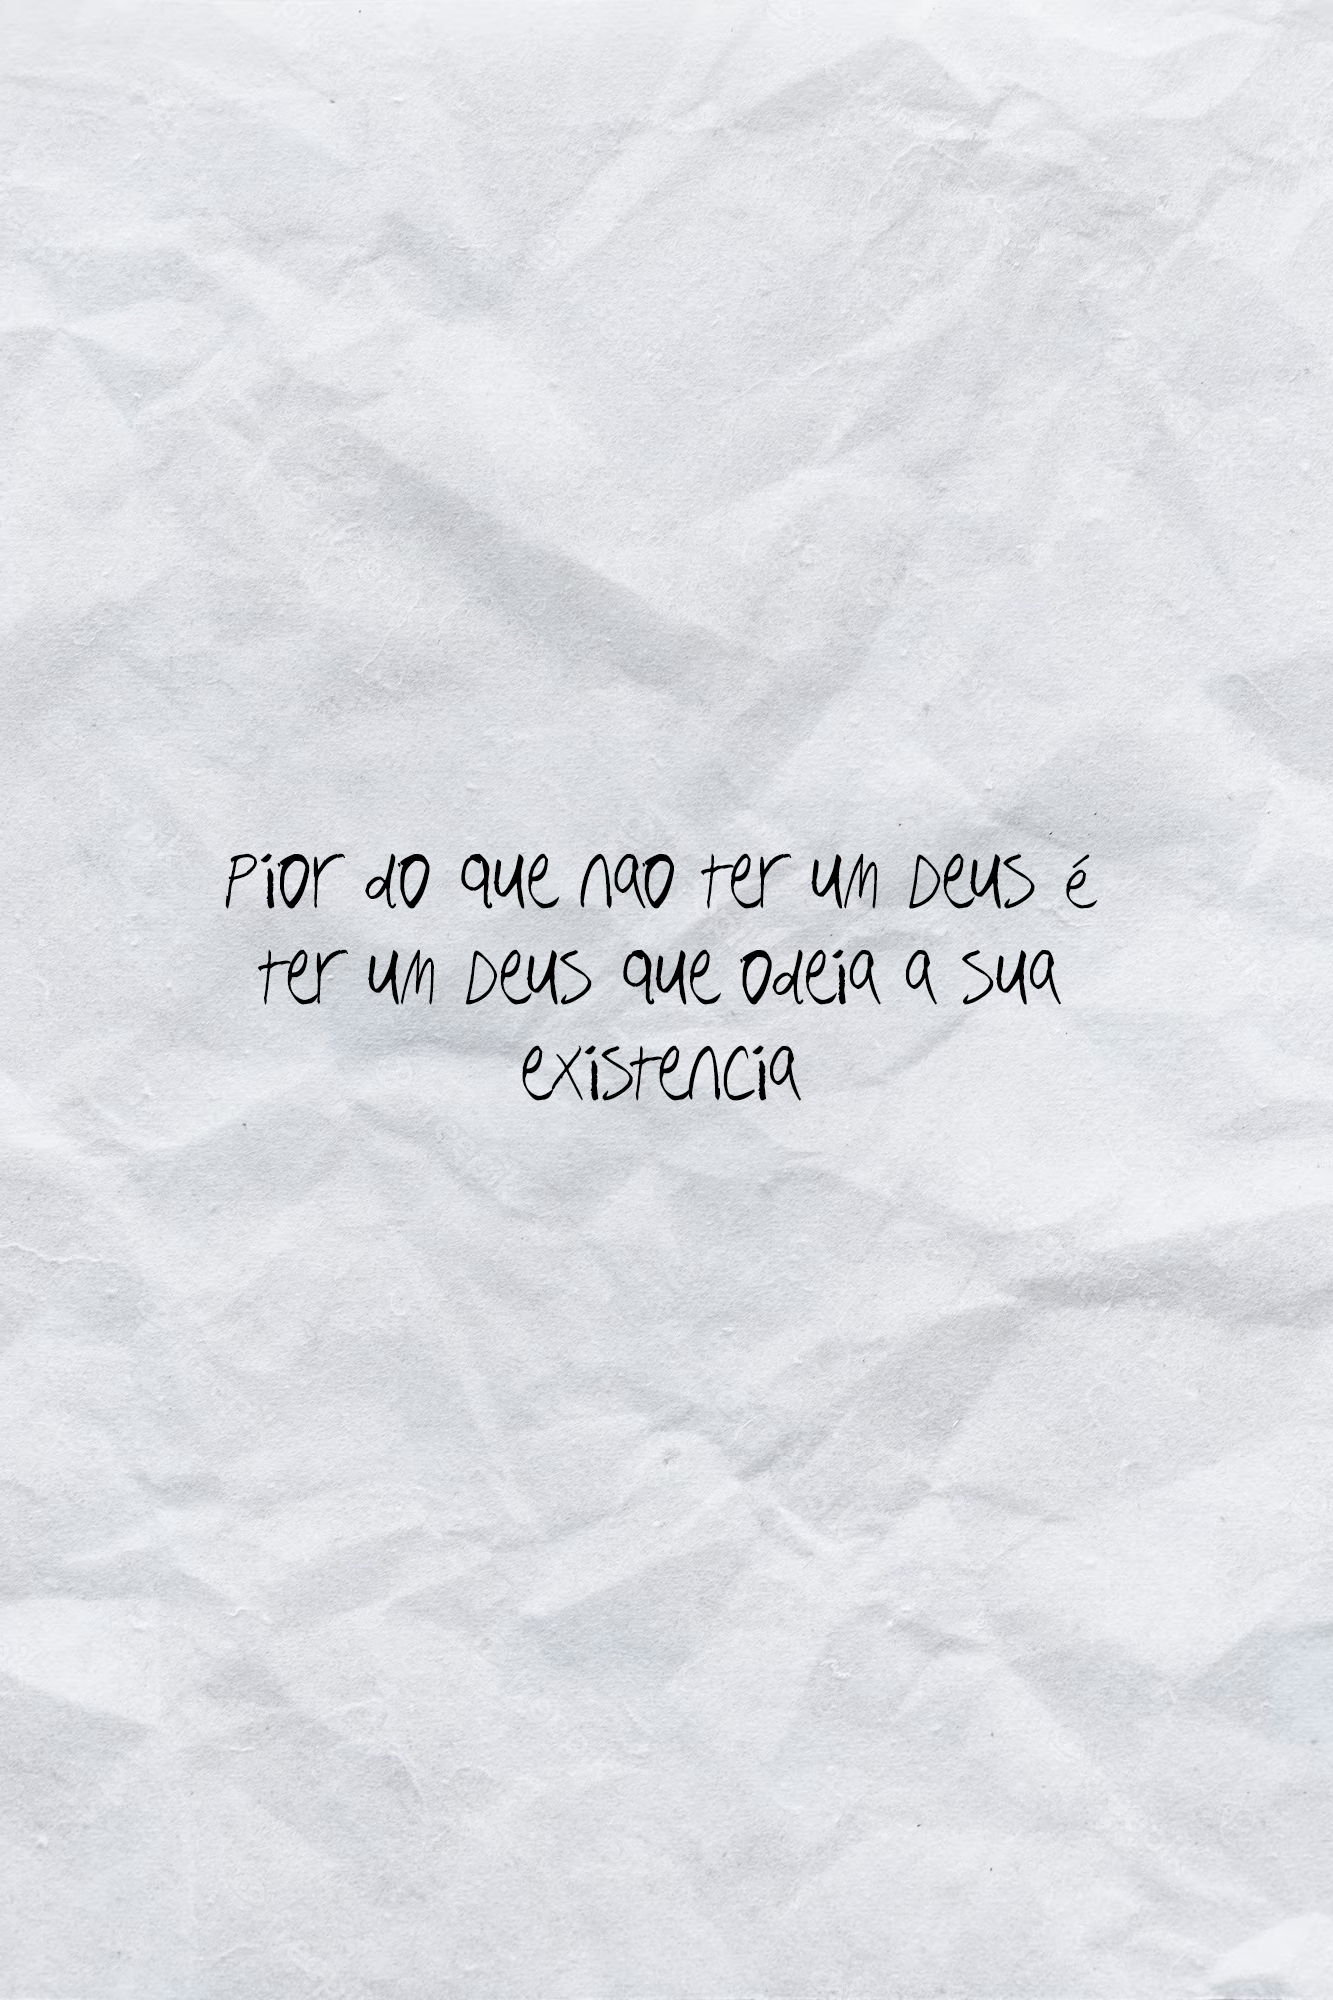 Pior do que nao ter um Deus é
ter um Deus que odeia a sua
existencia